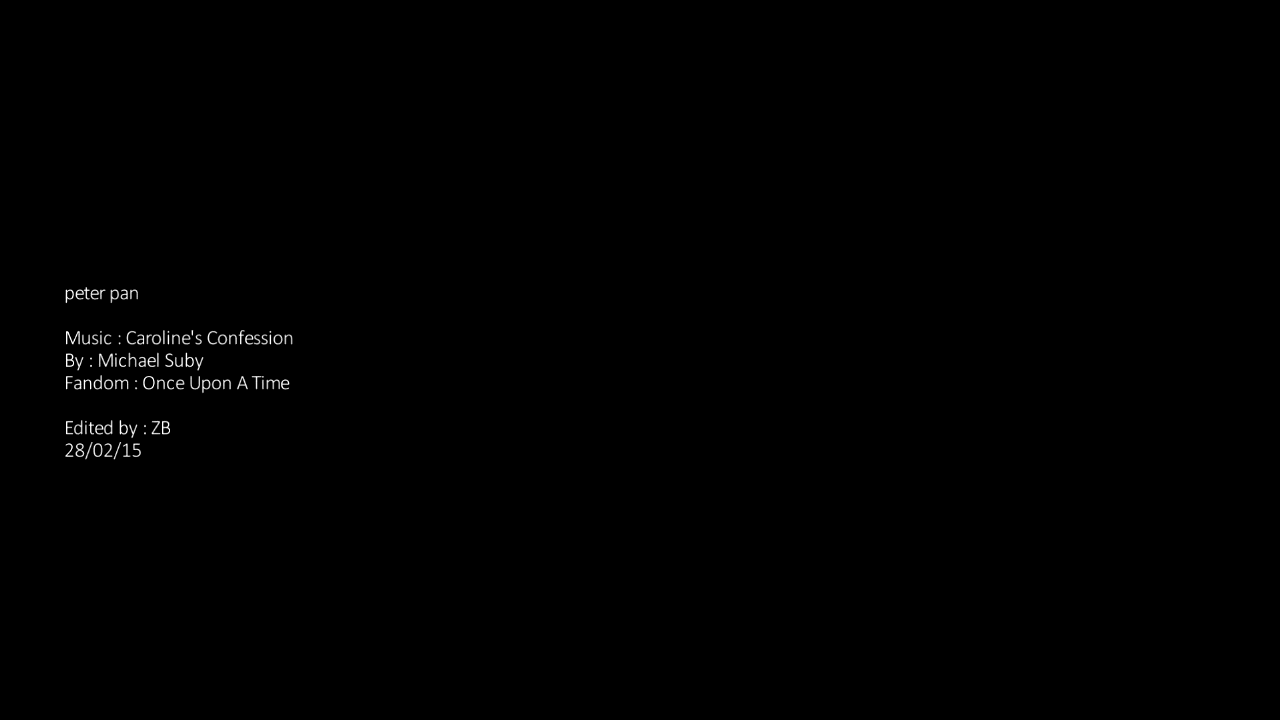 peter pan
Music : Caroline's Confession
By : Michael Suby
Fandom : Once Upon A Time
Edited by : ZB
28/02/15